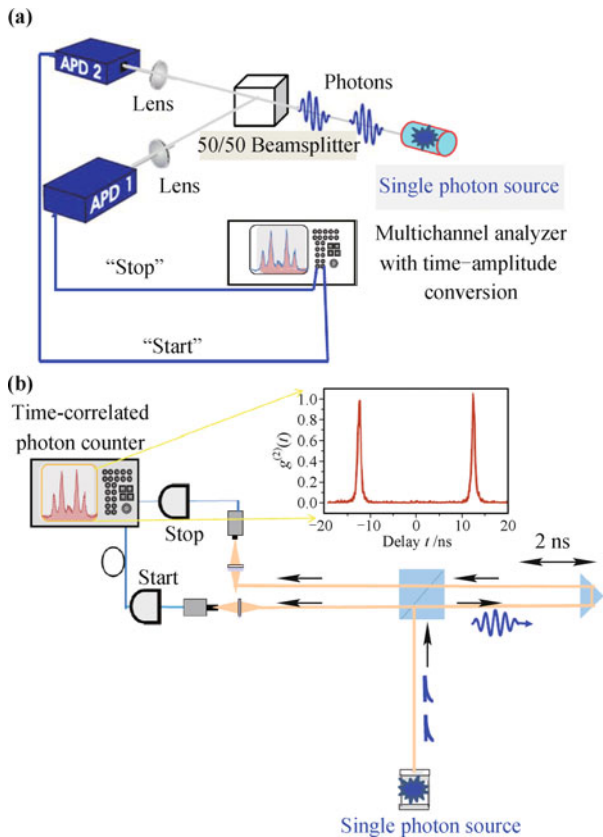 (a)
APD 2
Lens
Photons
50/50 Beamsplitter
APD 1
Lens
Single photon source
Multichannel analyzer
with time−amplitude
conversion
“Stop”
“Start”
(b)
Time-correlated
photon counter
1.0
0.8
0.6
0.4
0.2
0
g(2)(t)
−20
−10
0
10
20
Delay t /ns
Stop
Start
2 ns
Single photon source